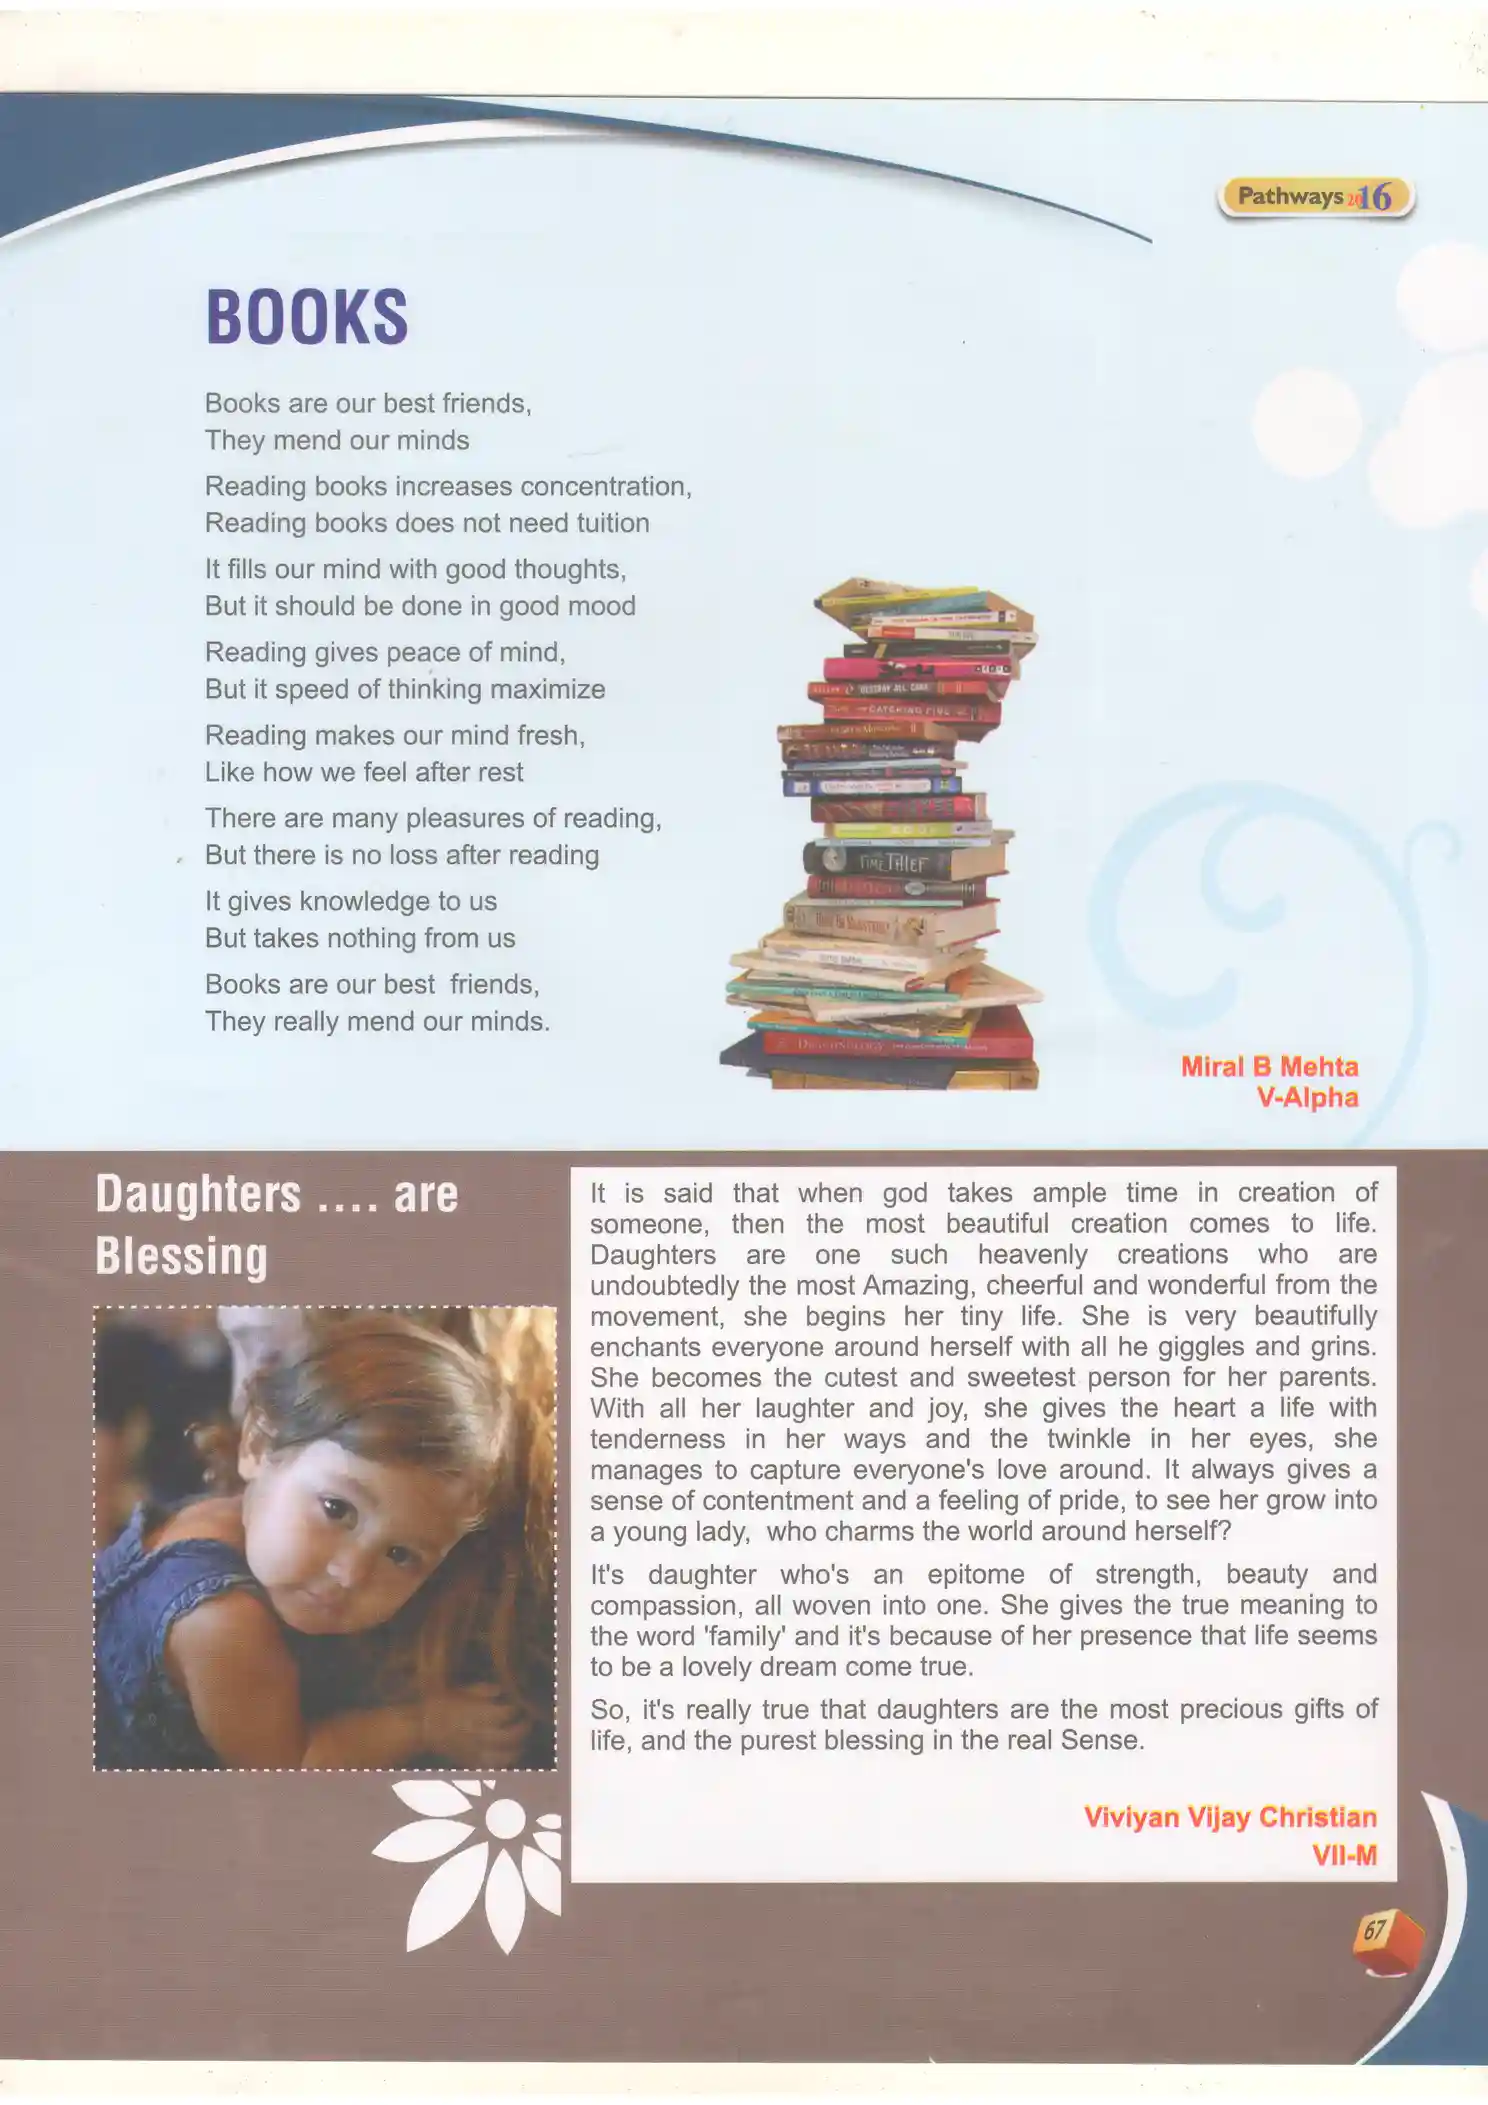 Pathways 2016
BOOKS
Books are our best friends,
They mend our minds
Reading books increases concentration,
Reading books does not need tuition
It fills our mind with good thoughts,
But it should be done in good mood
Reading gives peace of mind,
But it speed of thinking maximize
Reading makes our mind fresh,
Like how we feel after rest
There are many pleasures of reading,
But there is no loss after reading
It gives knowledge to us
But takes nothing from us
Books are our best friends,
They really mend our minds.
DESTROY ALL CARS
CATCHING FIRE
TIME THIEF
DRAGONOLOGY
Miral B Mehta
V-Alpha
Daughters .... are
Blessing
It is said that when god takes ample time in creation of
someone, then the most beautiful creation comes to life.
Daughters are one such heavenly creations who are
undoubtedly the most Amazing, cheerful and wonderful from the
movement, she begins her tiny life. She is very beautifully
enchants everyone around herself with all he giggles and grins.
She becomes the cutest and sweetest person for her parents.
With all her laughter and joy, she gives the heart a life with
tenderness in her ways and the twinkle in her eyes, she
manages to capture everyone's love around. It always gives a
sense of contentment and a feeling of pride, to see her grow into
a young lady, who charms the world around herself?
It's daughter who's an epitome of strength, beauty and
compassion, all woven into one. She gives the true meaning to
the word 'family' and it's because of her presence that life seems
to be a lovely dream come true.
So, it's really true that daughters are the most precious gifts of
life, and the purest blessing in the real Sense.
Viviyan Vijay Christian
VII-M
67